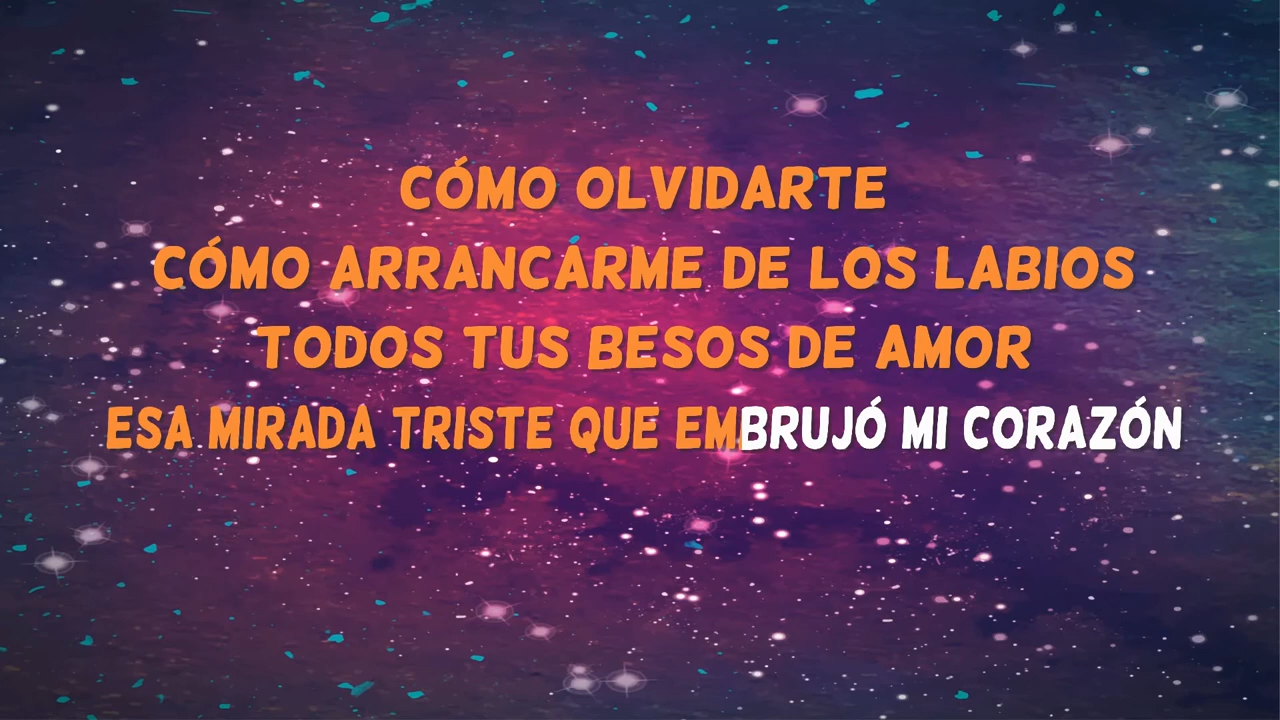 CÓMO OLVIDARTE
CÓMO ARRANCARME DE LOS LABIOS
TODOS TUS BESOS DE AMOR
ESA MIRADA TRISTE QUE EMBRUJÓ MI CORAZÓN